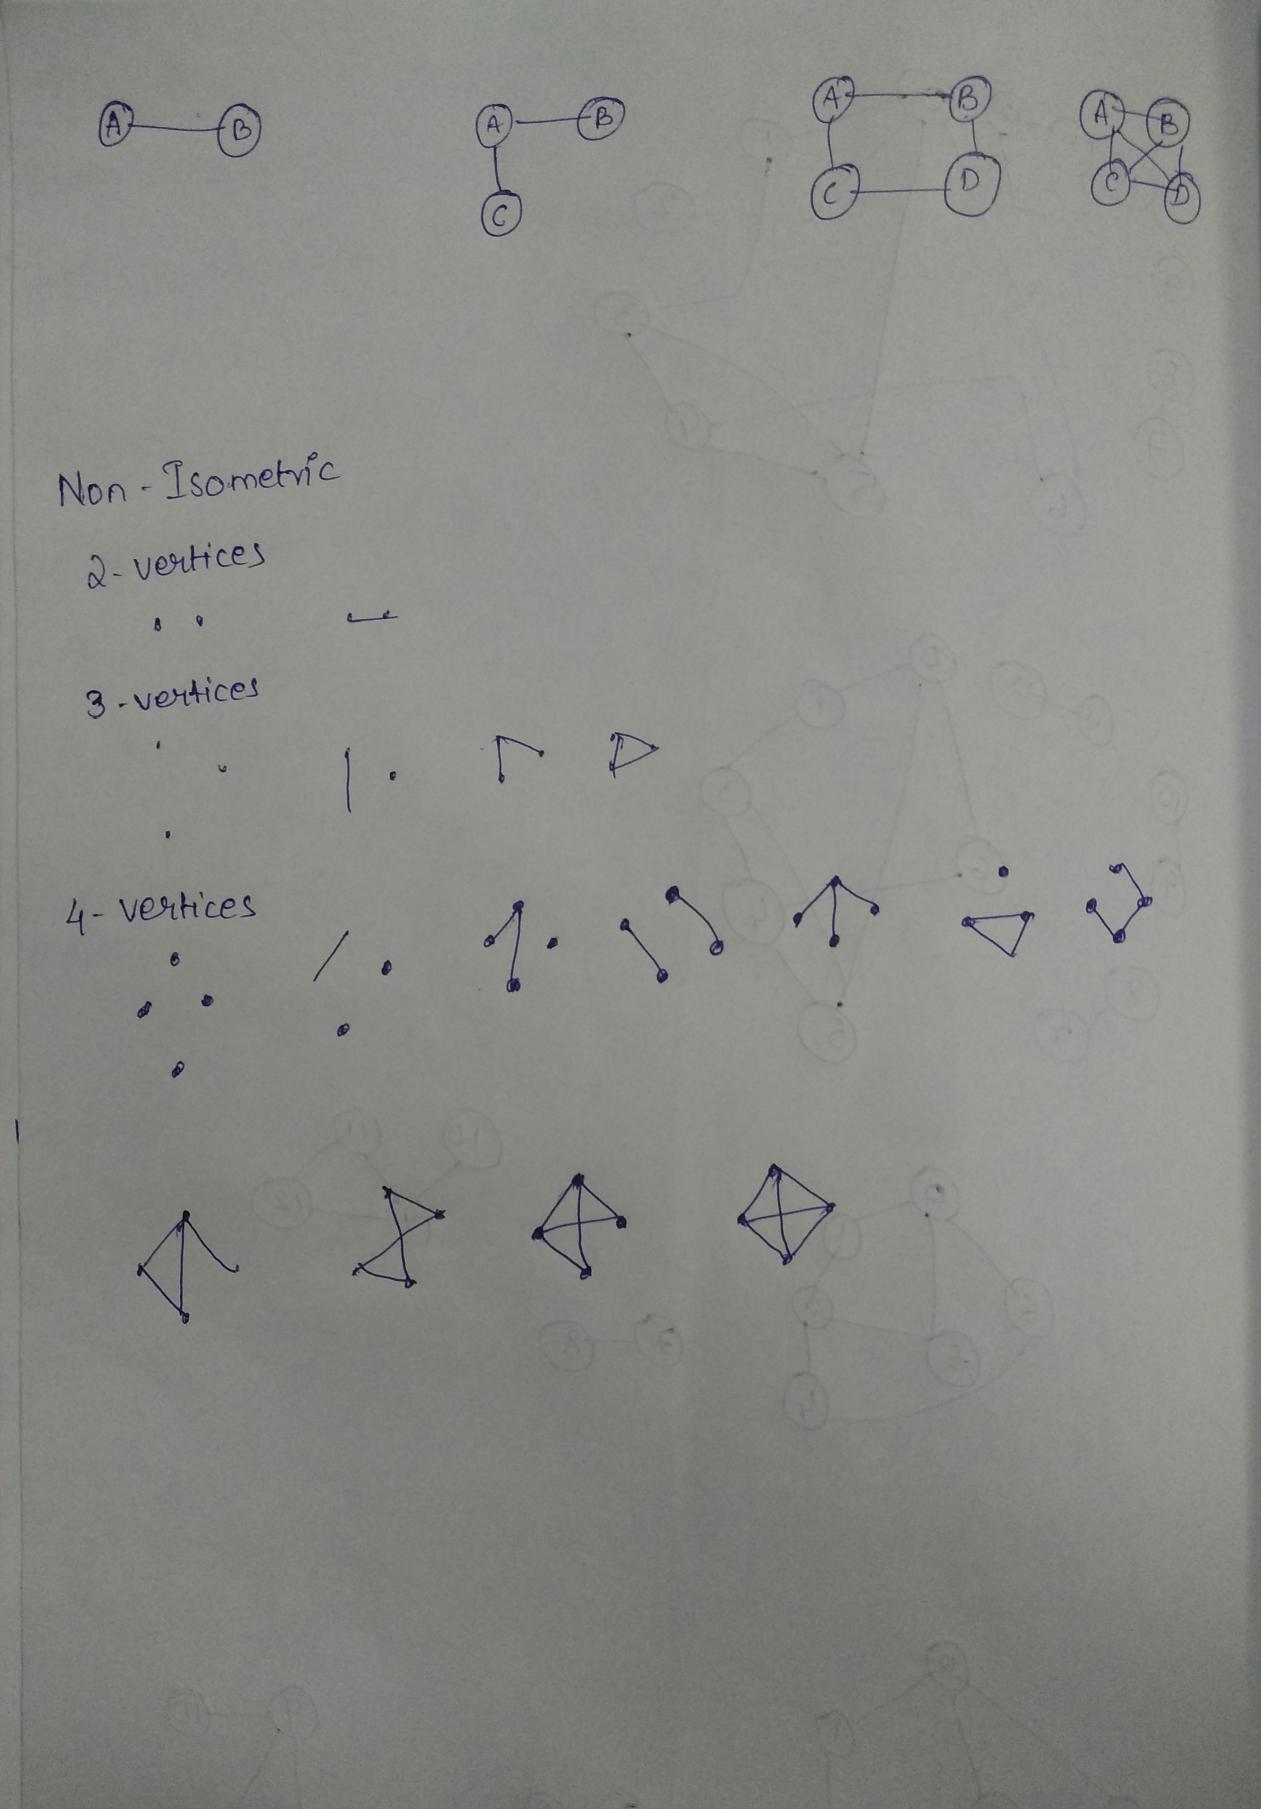 A B A B A B A B
C C D C D
Non-Isometric
2-vertices
3-vertices
4-vertices